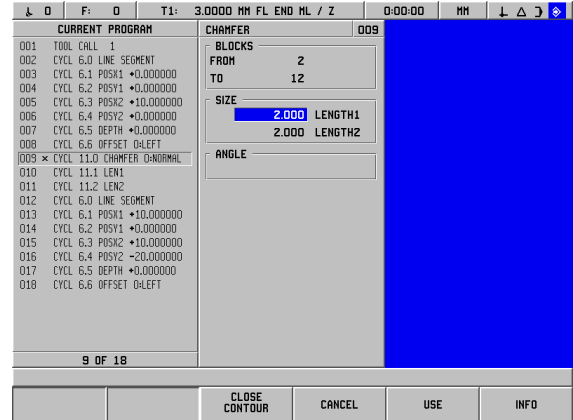 0 F: 0 T1: 3.0000 MM FL END ML / Z 0:00:00 MM
CURRENT PROGRAM
001 TOOL CALL 1
002 CYCL 6.0 LINE SEGMENT
003 CYCL 6.1 POSX1 +0.000000
004 CYCL 6.2 POSY1 +0.000000
005 CYCL 6.3 POSX2 +10.000000
006 CYCL 6.4 POSY2 +0.000000
007 CYCL 6.5 DEPTH +0.000000
008 CYCL 6.6 OFFSET 0:LEFT
009 × CYCL 11.0 CHAMFER 0:NORMAL
010 CYCL 11.1 LEN1
011 CYCL 11.2 LEN2
012 CYCL 6.0 LINE SEGMENT
013 CYCL 6.1 POSX1 +10.000000
014 CYCL 6.2 POSY1 +0.000000
015 CYCL 6.3 POSX2 +10.000000
016 CYCL 6.4 POSY2 -20.000000
017 CYCL 6.5 DEPTH +0.000000
018 CYCL 6.6 OFFSET 0:LEFT
9 OF 18
CHAMFER 009
BLOCKS
FROM 2
TO 12
SIZE
2.000 LENGTH1
2.000 LENGTH2
ANGLE
CLOSE
CONTOUR
CANCEL
USE
INFO